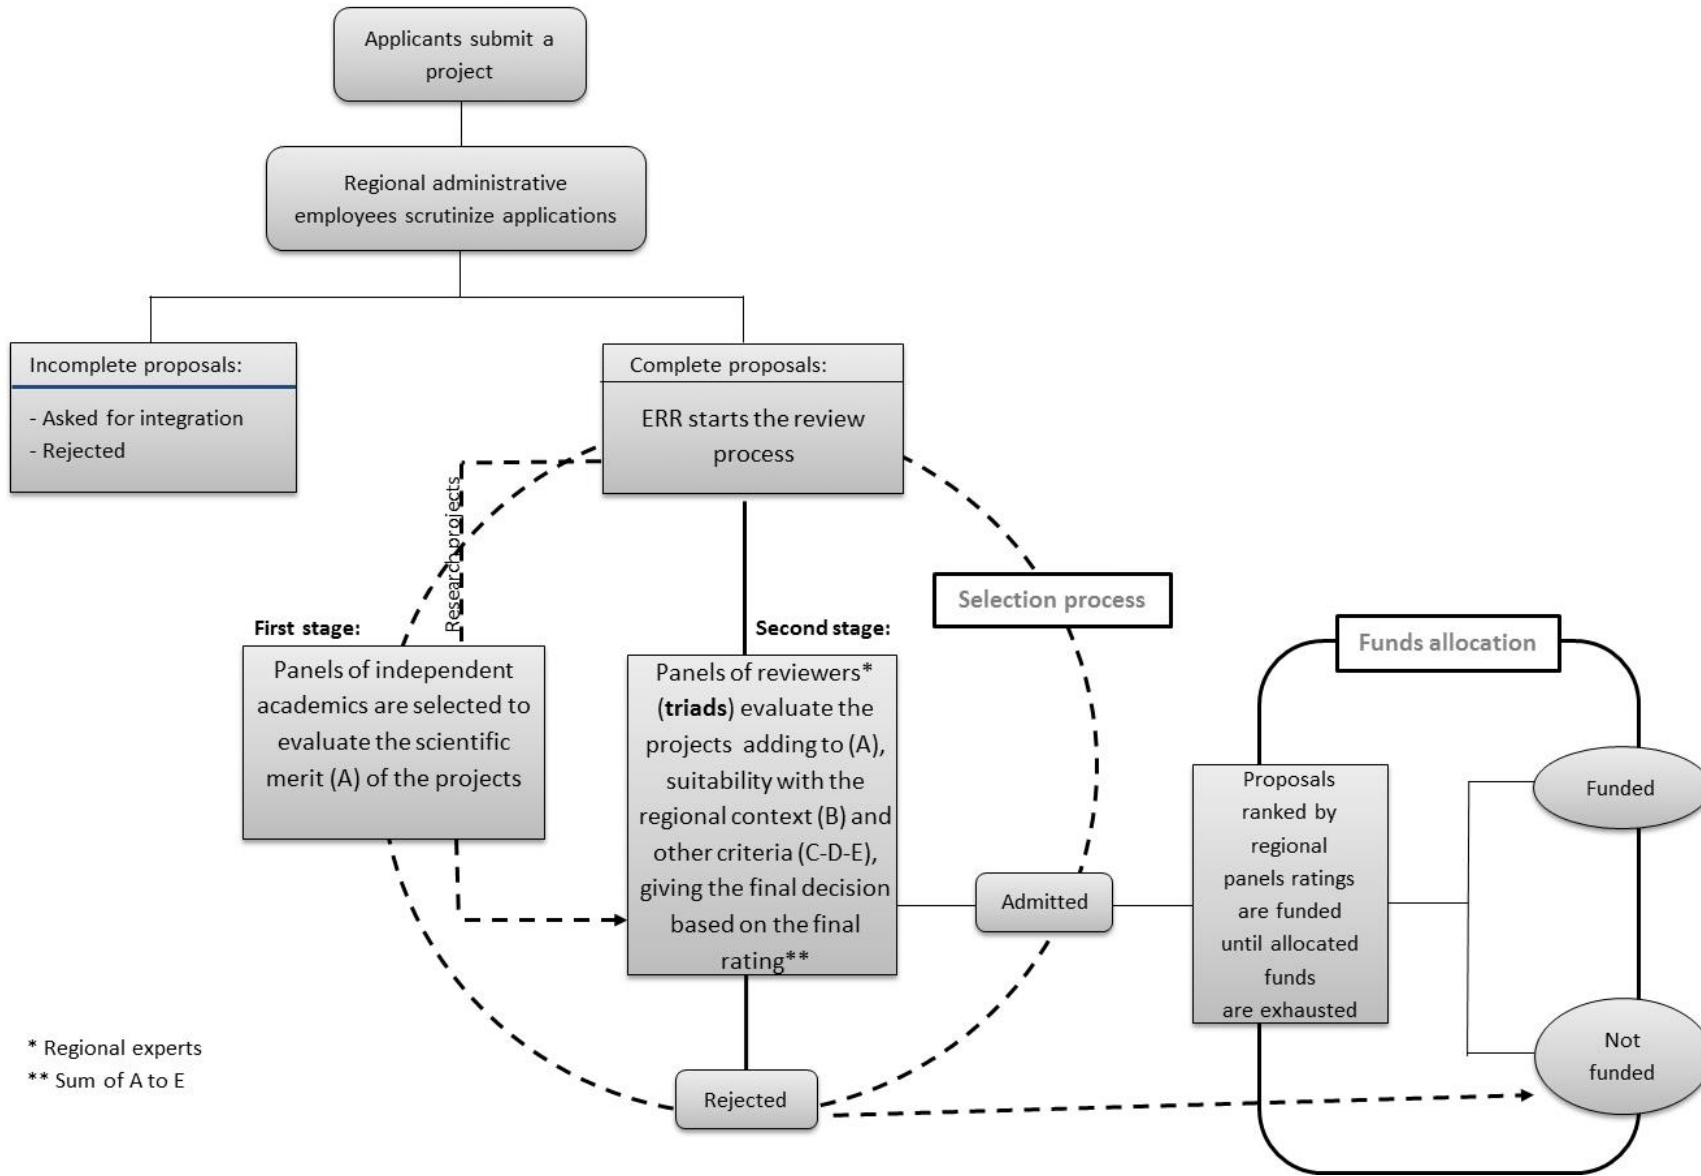 Applicants submit a
project
Regional administrative
employees scrutinize applications
Incomplete proposals:
- Asked for integration
- Rejected
Complete proposals:
ERR starts the review
process
Research projects
First stage:
Panels of independent
academics are selected to
evaluate the scientific
merit (A) of the projects
Second stage:
Panels of reviewers*
(triads) evaluate the
projects adding to (A),
suitability with the
regional context (B) and
other criteria (C-D-E),
giving the final decision
based on the final
rating**
Selection process
Admitted
Rejected
Funds allocation
Proposals
ranked by
regional
panels ratings
are funded
until allocated
funds
are exhausted
Funded
Not
funded
* Regional experts
** Sum of A to E